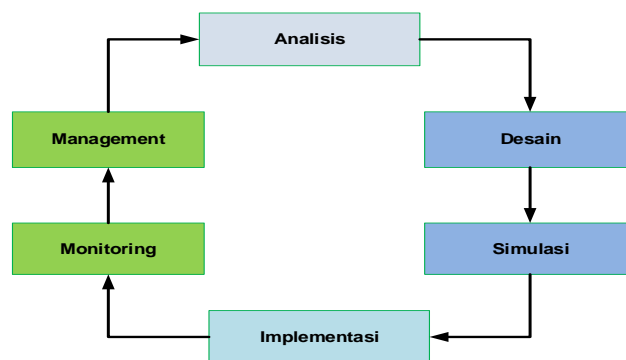 Analisis
Management
Desain
Monitoring
Simulasi
Implementasi